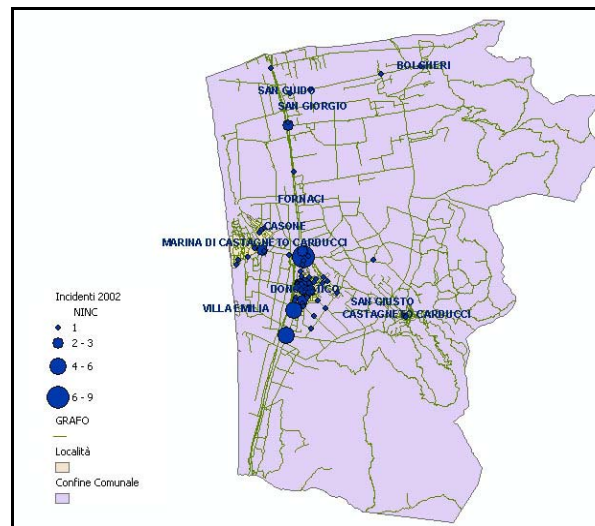 BOLGHERI
SAN GUIDO
SAN GIORGIO
FORNACI
CASONE
MARINA DI CASTAGNETO CARDUCCI
DONORATICO
VILLA EMILIA
SAN GIUSTO
CASTAGNETO CARDUCCI
Incidenti 2002
NINC
1
2 - 3
4 - 6
6 - 9
GRAFO
Località
Confine Comunale